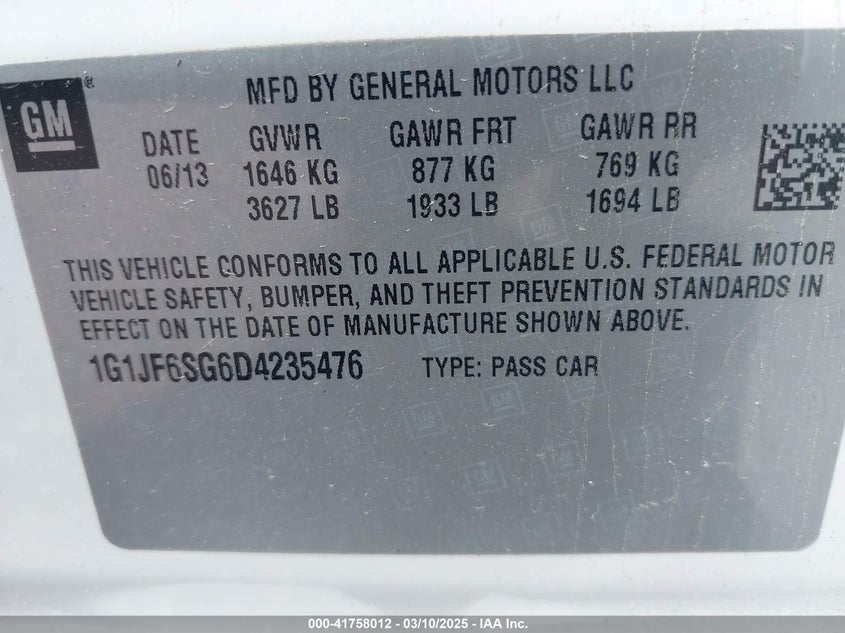 GM ®
MFD BY GENERAL MOTORS LLC
DATE GVWR GAWR FRT GAWR RR
06/13 1646 KG 877 KG 769 KG
3627 LB 1933 LB 1694 LB
THIS VEHICLE CONFORMS TO ALL APPLICABLE U.S. FEDERAL MOTOR
VEHICLE SAFETY, BUMPER, AND THEFT PREVENTION STANDARDS IN
EFFECT ON THE DATE OF MANUFACTURE SHOWN ABOVE.
1G1JF6SG6D4235476 TYPE: PASS CAR
000-41758012 - 03/10/2025 - IAA Inc.